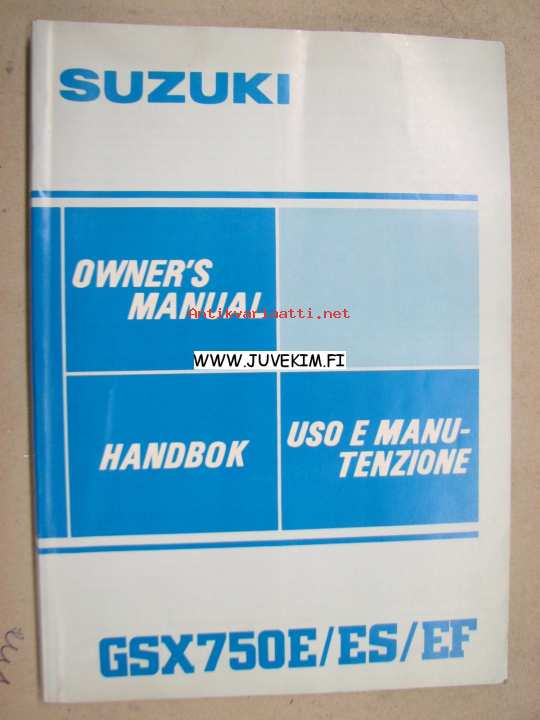 SUZUKI
OWNER'S
MANUAL
Antikvariaatti.net
WWW.JUVEKIM.FI
HANDBOK
USO E MANU-
TENZIONE
GSX750E/ES/EF